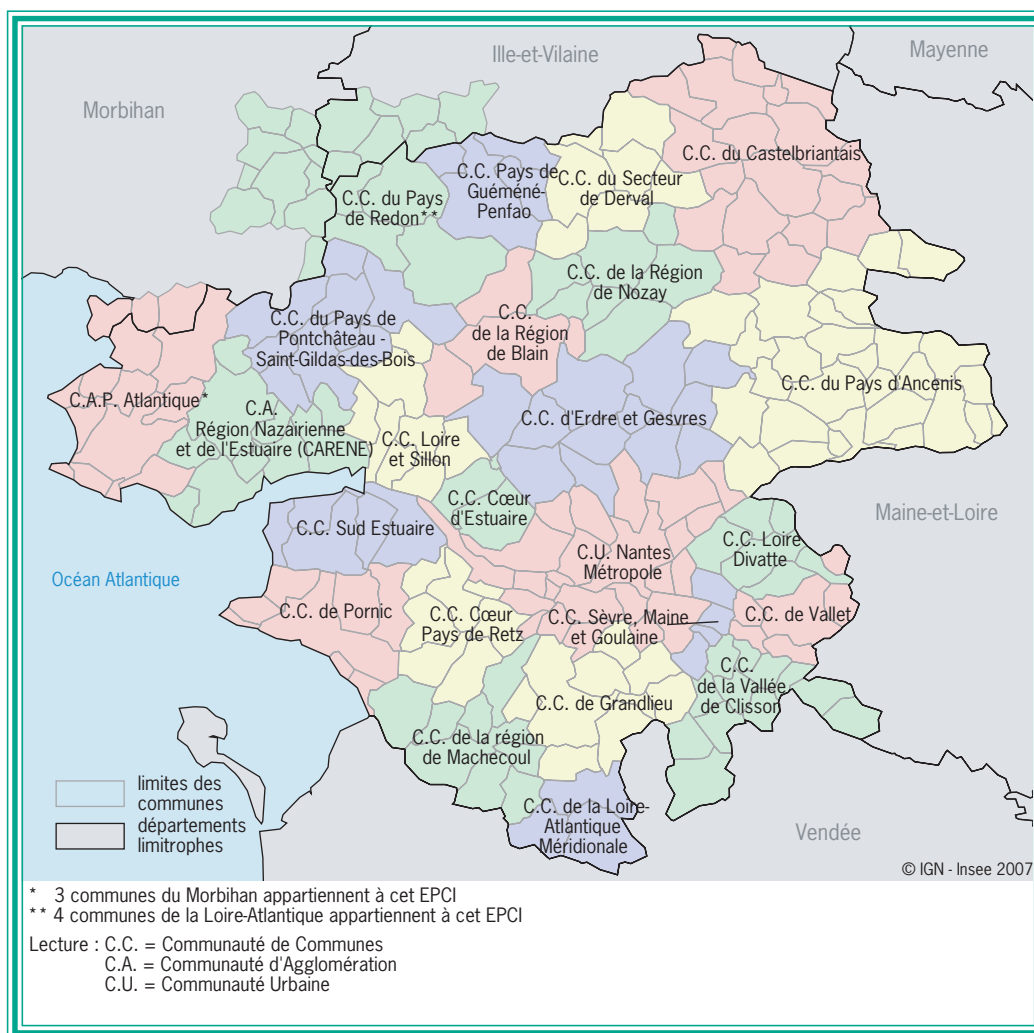 Ille-et-Vilaine
Mayenne
Morbihan
C.C. du Castelbriantais
C.C. Pays de
Guéméné-
Penfao
C.C. du Secteur
de Derval
C.C. du Pays
de Redon**
C.C. de la Région
de Nozay
C.C. du Pays de
Pontchâteau -
Saint-Gildas-des-Bois
C.C.
de la Région
de Blain
C.C. du Pays d'Ancenis
C.A.P. Atlantique*
C.A.
Région Nazairienne
et de l'Estuaire (CARENE)
C.C. d'Erdre et Gesvres
C.C. Loire
et Sillon
C.C. Cœur
d'Estuaire
C.C. Sud Estuaire
Maine-et-Loire
C.C. Loire
Divatte
C.U. Nantes
Métropole
Océan Atlantique
C.C. de Pornic
C.C. Cœur
Pays de Retz
C.C. Sèvre, Maine
et Goulaine
C.C. de Vallet
C.C.
de la Vallée
de Clisson
C.C. de Grandlieu
C.C. de la région
de Machecoul
limites des
communes
départements
limitrophes
C.C. de la Loire-
Atlantique
Méridionale
Vendée
© IGN - Insee 2007
* 3 communes du Morbihan appartiennent à cet EPCI
** 4 communes de la Loire-Atlantique appartiennent à cet EPCI
Lecture : C.C. = Communauté de Communes
C.A. = Communauté d'Agglomération
C.U. = Communauté Urbaine